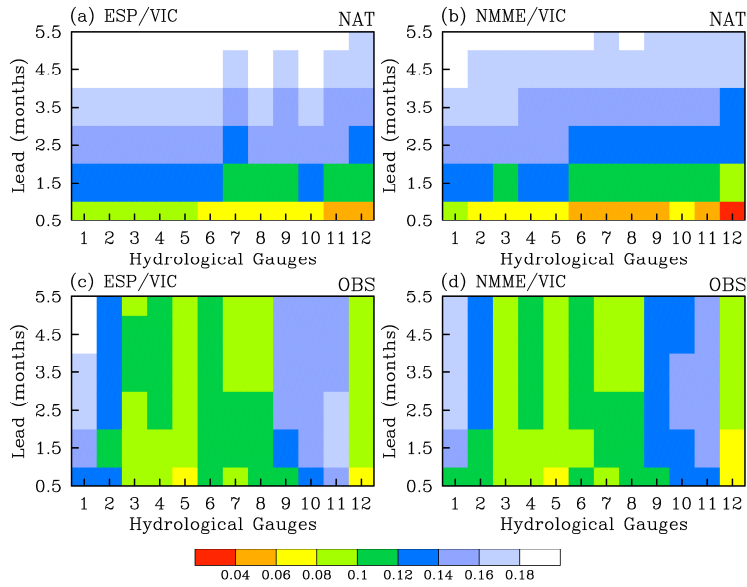 (a) ESP/VIC NAT
5.5
4.5
3.5
2.5
1.5
0.5
Lead (months)
1 2 3 4 5 6 7 8 9 10 11 12
Hydrological Gauges
(b) NMME/VIC NAT
5.5
4.5
3.5
2.5
1.5
0.5
Lead (months)
1 2 3 4 5 6 7 8 9 10 11 12
Hydrological Gauges
(c) ESP/VIC OBS
5.5
4.5
3.5
2.5
1.5
0.5
Lead (months)
1 2 3 4 5 6 7 8 9 10 11 12
Hydrological Gauges
(d) NMME/VIC OBS
5.5
4.5
3.5
2.5
1.5
0.5
Lead (months)
1 2 3 4 5 6 7 8 9 10 11 12
Hydrological Gauges
0.04 0.06 0.08 0.1 0.12 0.14 0.16 0.18